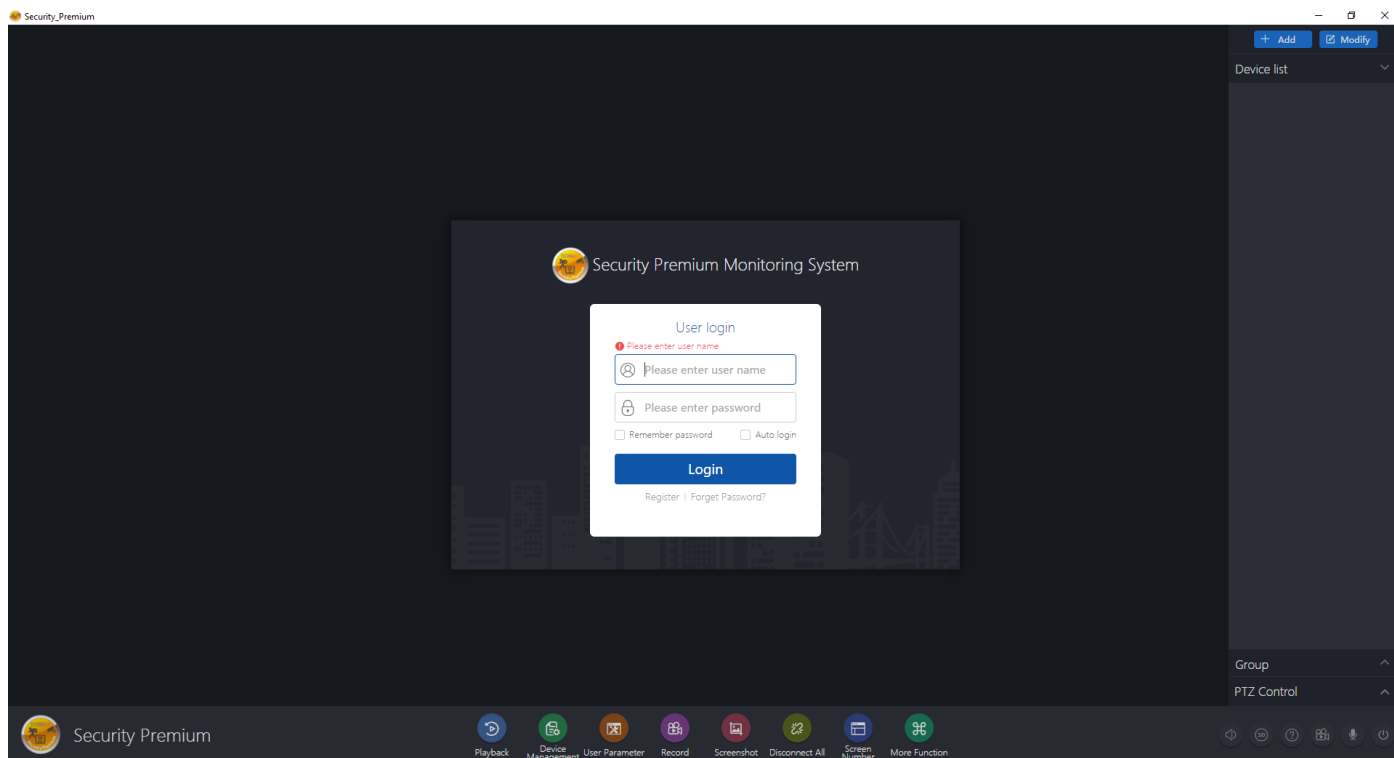 Security_Premium
+ Add
Modify
Device list
Security Premium Monitoring System
User login
Please enter user name
Please enter user name
Please enter password
Remember password
Auto login
Login
Register | Forget Password?
Group
PTZ Control
Security Premium
Playback
Device
Management
User Parameter
Record
Screenshot
Disconnect All
Screen
Number
More Function